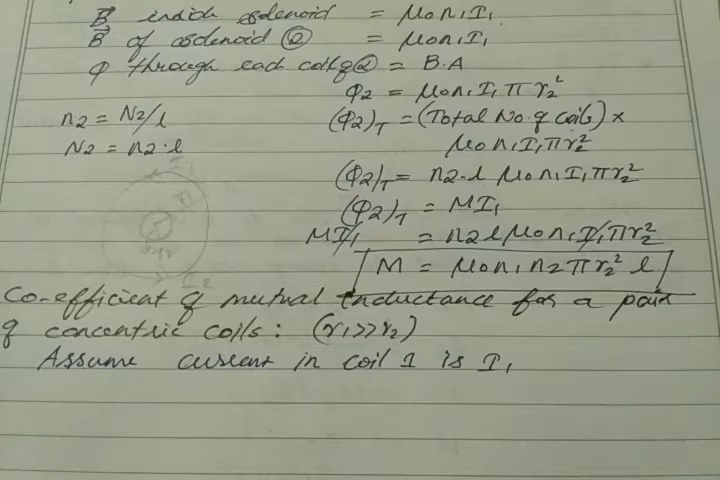 B⃗ inside solenoid = μ₀n₁I₁
B⃗ of solenoid ② = μ₀n₁I₁
φ through each coil of ② = B.A
φ₂ = μ₀n₁I₁πr₂²
n₂ = N₂/l
(φ₂)ᴛ = (Total No. of coils) ×
N₂ = n₂·l
μ₀n₁I₁πr₂²
(φ₂)ᴛ = n₂·l μ₀n₁I₁πr₂²
(φ₂)ᴛ = MI₁
MI₁ = n₂l μ₀n₁I₁πr₂²
M = μ₀n₁n₂πr₂² l
Co-efficient of mutual inductance for a pair
of concentric coils: (r₁>>r₂)
Assume current in coil 1 is I₁